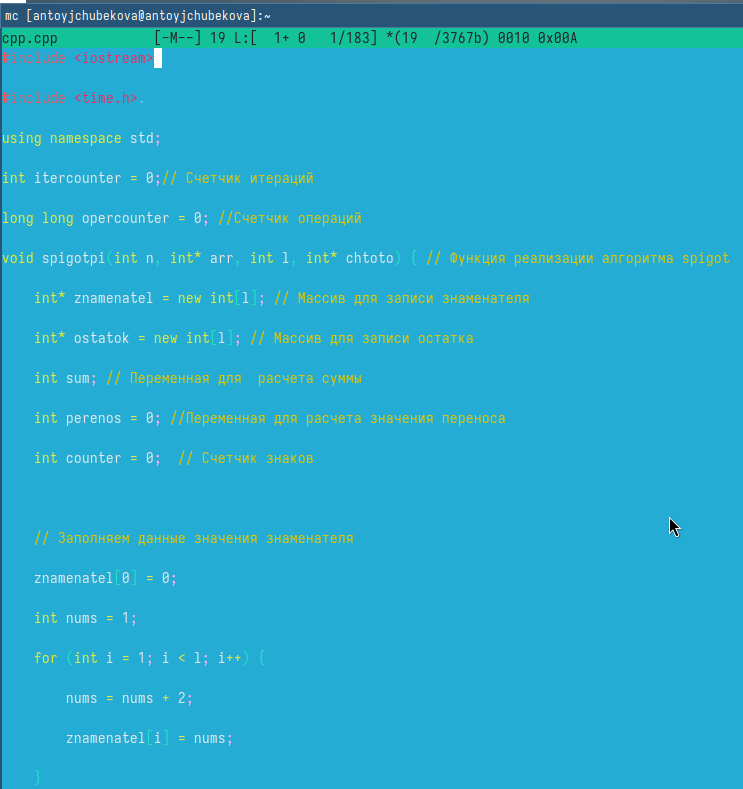 mc [antoyjchubekova@antoyjchubekova]:~
cpp.cpp [-M--] 19 L:[ 1+ 0 1/183] *(19 /3767b) 0010 0x00A
#include <iostream>
#include <time.h>.
using namespace std;
int itercounter = 0;// Счетчик итераций
long long opercounter = 0; //Счетчик операций
void spigotpi(int n, int* arr, int l, int* chtoto) { // Функция реализации алгоритма spigot
int* znamenatel = new int[l]; // Массив для записи знаменателя
int* ostatok = new int[l]; // Массив для записи остатка
int sum; // Переменная для  расчета суммы
int perenos = 0; //Переменная для расчета значения переноса
int counter = 0;  // Счетчик знаков
// Заполняем данные значения знаменателя
znamenatel[0] = 0;
int nums = 1;
for (int i = 1; i < l; i++) {
nums = nums + 2;
znamenatel[i] = nums;
}